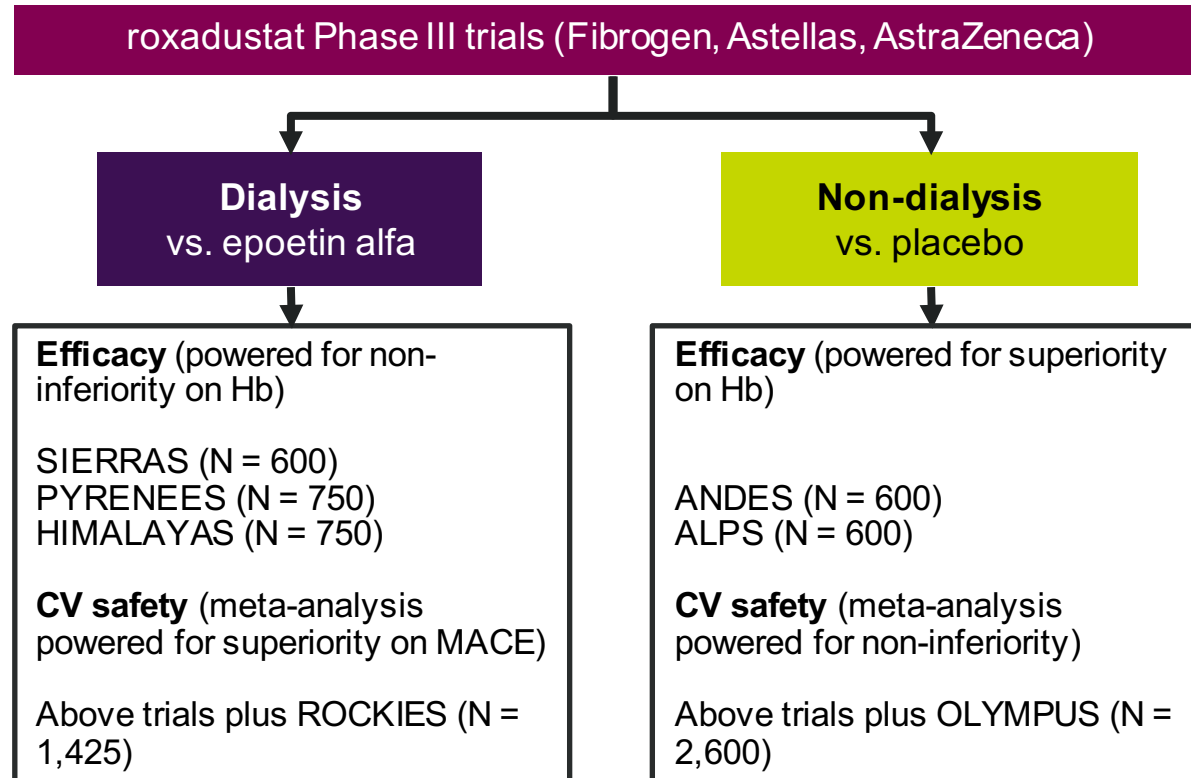 roxadustat Phase III trials (Fibrogen, Astellas, AstraZeneca)
Dialysis
vs. epoetin alfa
Non-dialysis
vs. placebo
Efficacy (powered for non-
inferiority on Hb)
SIERRAS (N = 600)
PYRENEES (N = 750)
HIMALAYAS (N = 750)
CV safety (meta-analysis
powered for superiority on MACE)
Above trials plus ROCKIES (N =
1,425)
Efficacy (powered for superiority
on Hb)
ANDES (N = 600)
ALPS (N = 600)
CV safety (meta-analysis
powered for non-inferiority)
Above trials plus OLYMPUS (N =
2,600)